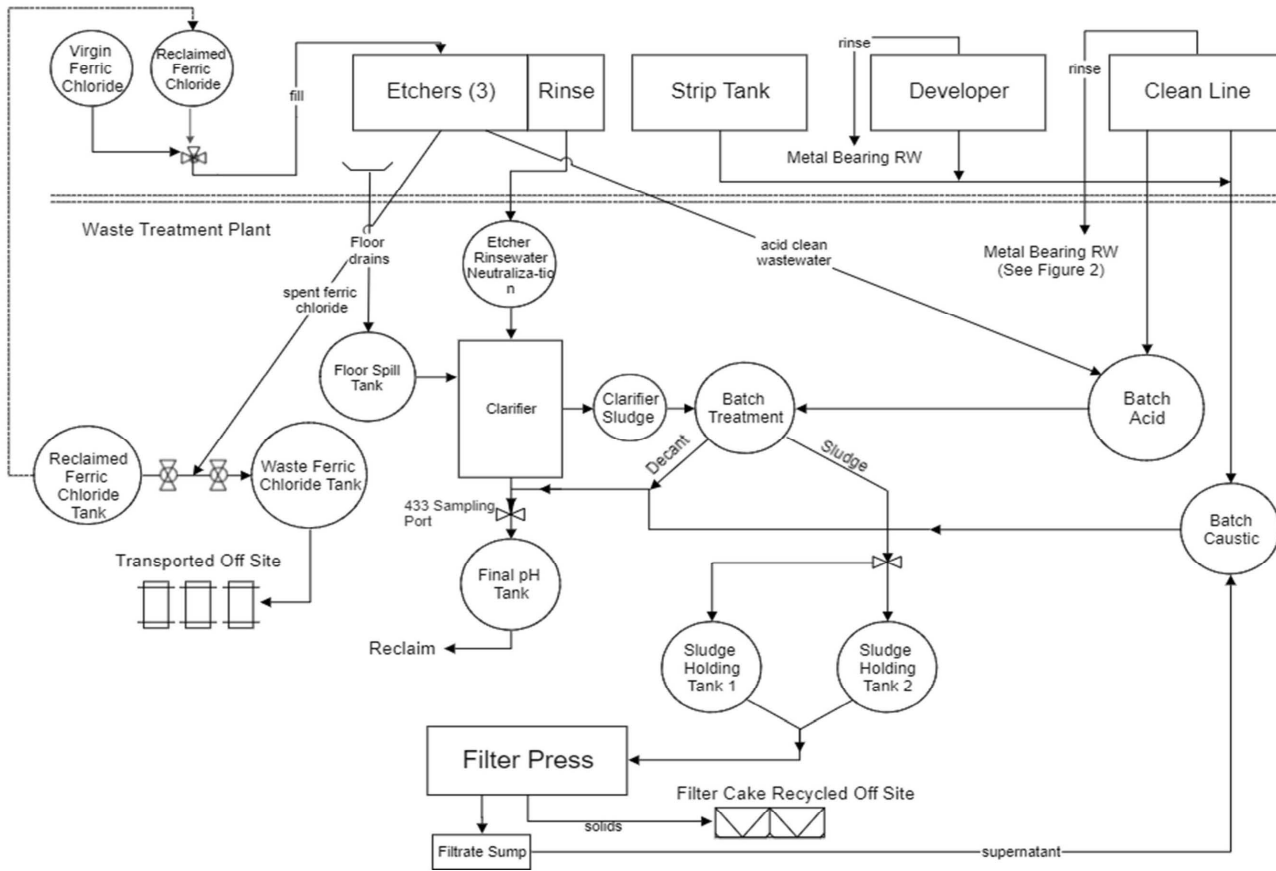 Virgin
Ferric
Chloride
Reclaimed
Ferric
Chloride
fill
Etchers (3)
Rinse
Strip Tank
rinse
Developer
rinse
Clean Line
Metal Bearing RW
Waste Treatment Plant
Floor
drains
Etcher
Rinsewater
Neutraliza-tio
n
acid clean
wastewater
Metal Bearing RW
(See Figure 2)
spent ferric
chloride
Floor Spill
Tank
Clarifier
Clarifier
Sludge
Batch
Treatment
Batch
Acid
Decant
Sludge
Reclaimed
Ferric
Chloride
Tank
Waste Ferric
Chloride Tank
433 Sampling
Port
Batch
Caustic
Transported Off Site
Final pH
Tank
Reclaim
Sludge
Holding
Tank 1
Sludge
Holding
Tank 2
Filter Press
Filter Cake Recycled Off Site
solids
Filtrate Sump
supernatant